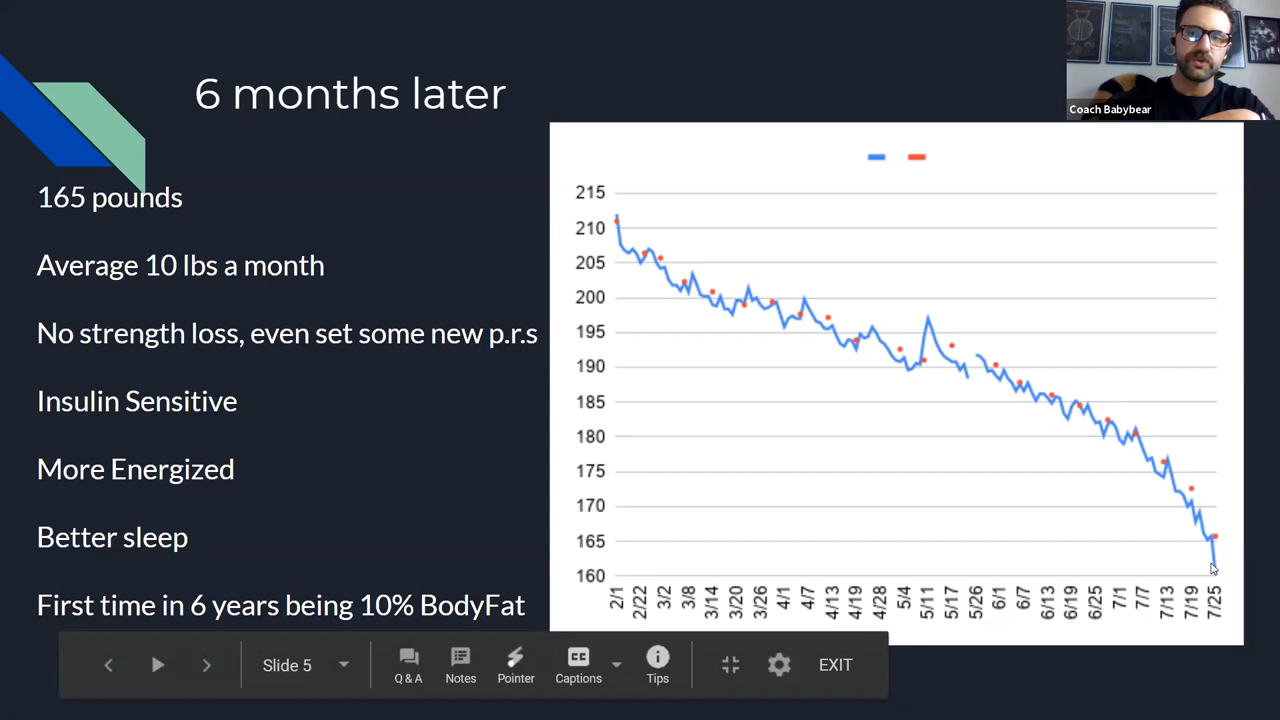 6 months later
Coach Babybear
165 pounds
Average 10 lbs a month
No strength loss, even set some new p.r.s
Insulin Sensitive
More Energized
Better sleep
First time in 6 years being 10% BodyFat
215
210
205
200
195
190
185
180
175
170
165
160
2/1
2/22
3/2
3/8
3/14
3/20
3/26
4/1
4/7
4/13
4/19
4/28
5/4
5/11
5/17
5/26
6/1
6/7
6/13
6/19
6/25
7/1
7/7
7/13
7/19
7/25
Slide 5
Q & A
Notes
Pointer
CC
Captions
Tips
EXIT